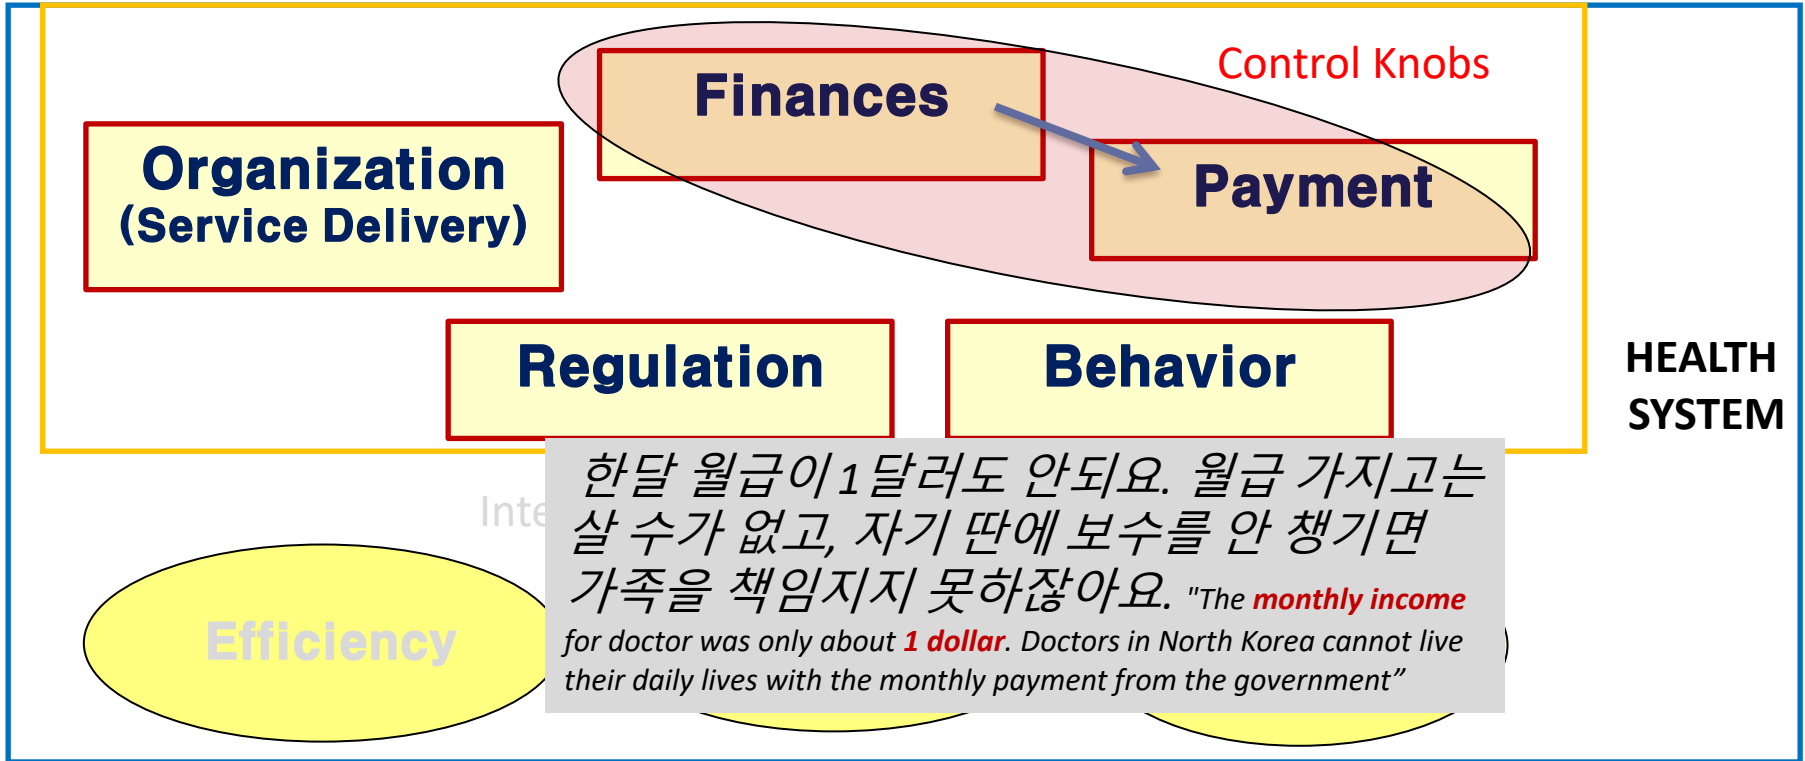 Control Knobs
Finances
Payment
Organization
(Service Delivery)
Regulation
Behavior
HEALTH
SYSTEM
한달 월급이 1달러도 안되요. 월급 가지고는
살 수가 없고, 자기 딴에 보수를 안 챙기면
가족을 책임지지 못하잖아요. "The monthly income
for doctor was only about 1 dollar. Doctors in North Korea cannot live
their daily lives with the monthly payment from the government”
Efficiency